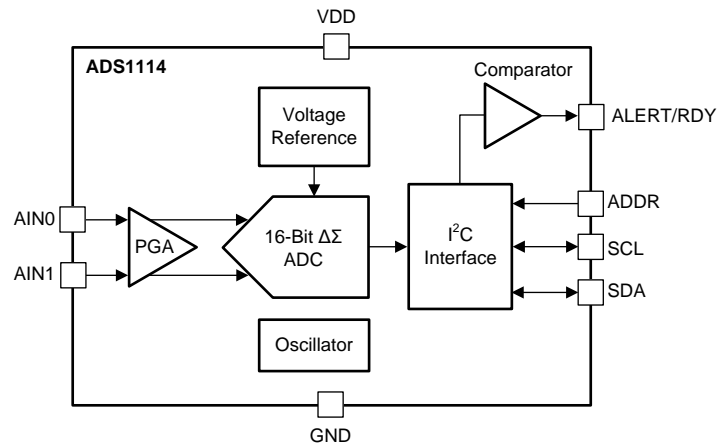 VDD
ADS1114
Comparator
Voltage
Reference
ALERT/RDY
AIN0
PGA
16-Bit ΔΣ
ADC
I²C
Interface
ADDR
SCL
AIN1
SDA
Oscillator
GND